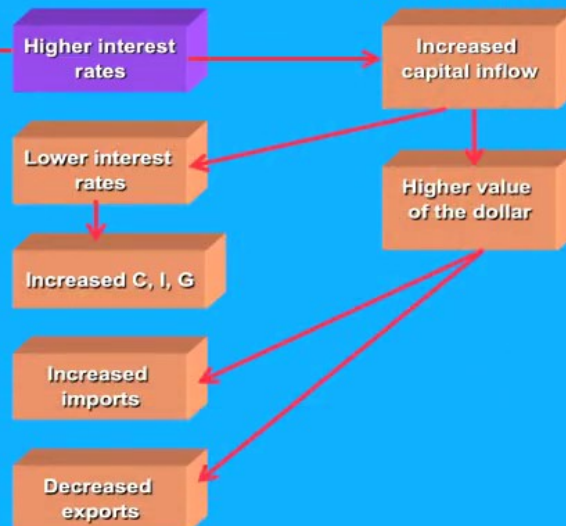 Higher interest
rates
Increased
capital inflow
Lower interest
rates
Higher value
of the dollar
Increased C, I, G
Increased
imports
Decreased
exports